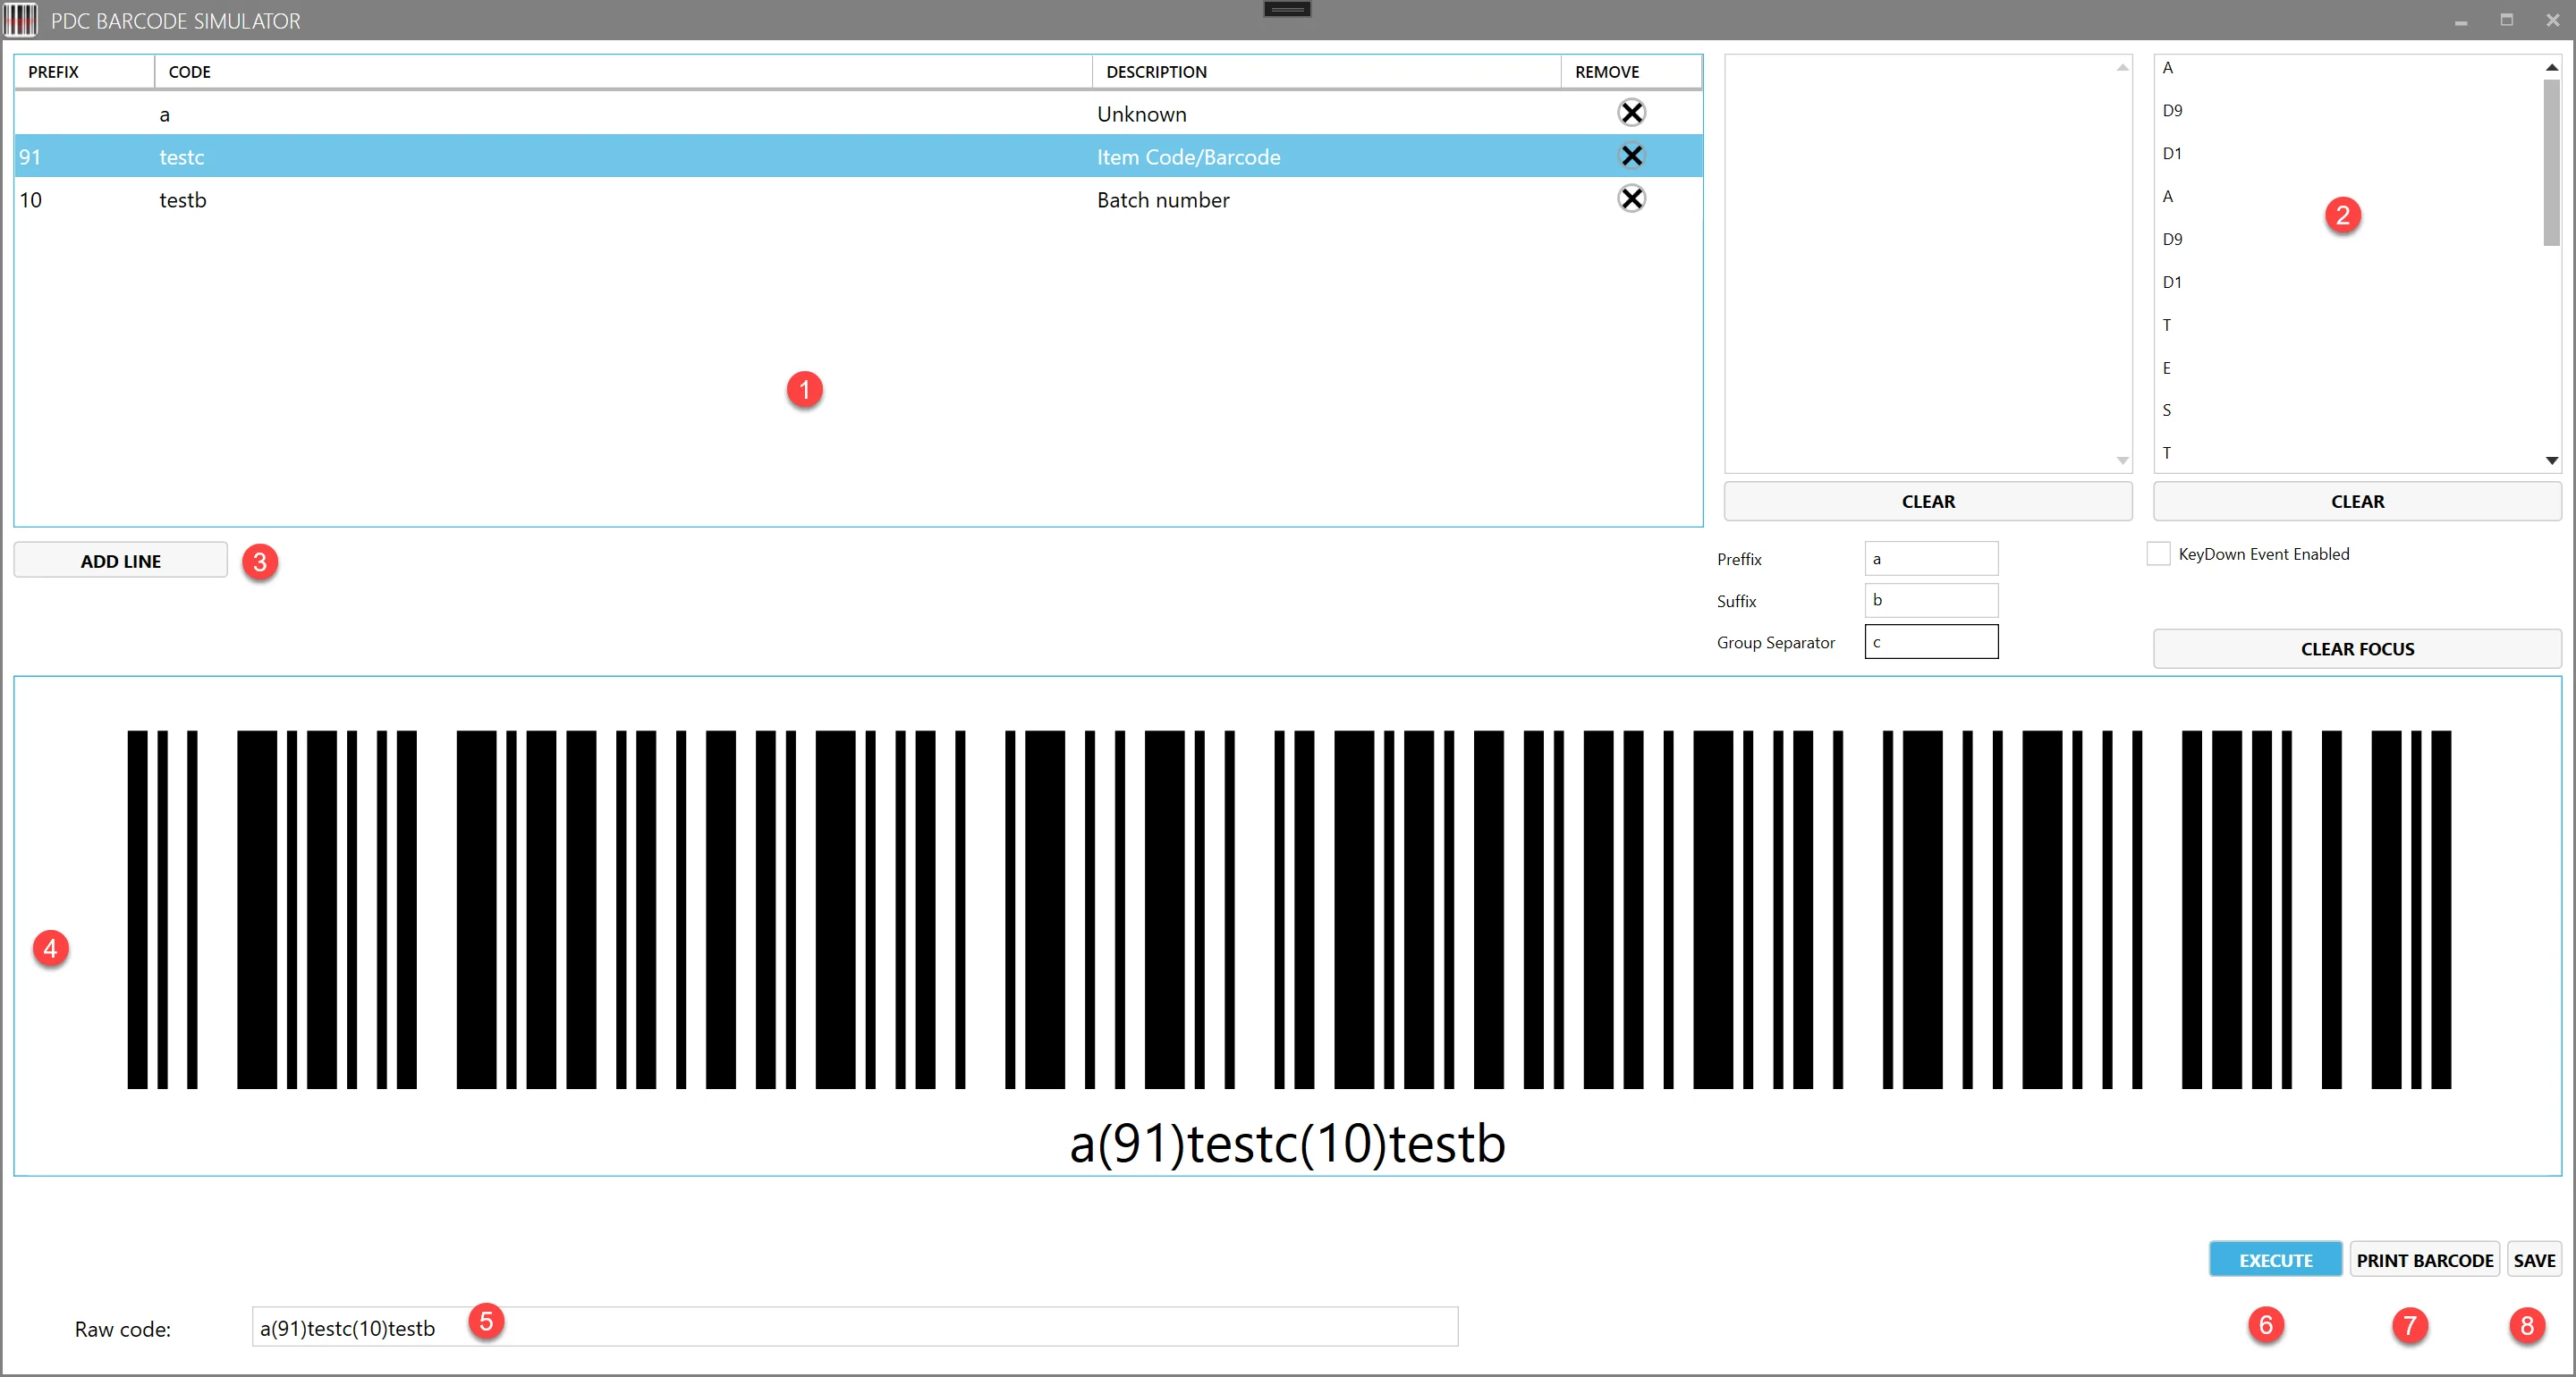 PDC BARCODE SIMULATOR
PREFIX CODE DESCRIPTION REMOVE
a Unknown
91 testc Item Code/Barcode
10 testb Batch number
1
A
D9
D1
A
D9
D1
T
E
S
T
2
CLEAR
CLEAR
ADD LINE
3
Preffix a
Suffix b
Group Separator c
KeyDown Event Enabled
CLEAR FOCUS
4
a(91)testc(10)testb
EXECUTE PRINT BARCODE SAVE
Raw code: a(91)testc(10)testb
5
6
7
8